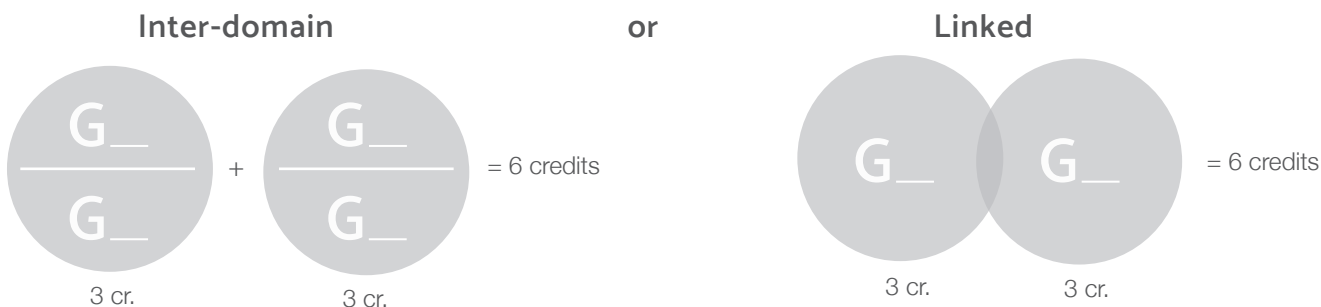 Inter-domain or Linked
G__ G__
+ = 6 credits G__ G__ = 6 credits
G__ G__
3 cr. 3 cr. 3 cr. 3 cr.